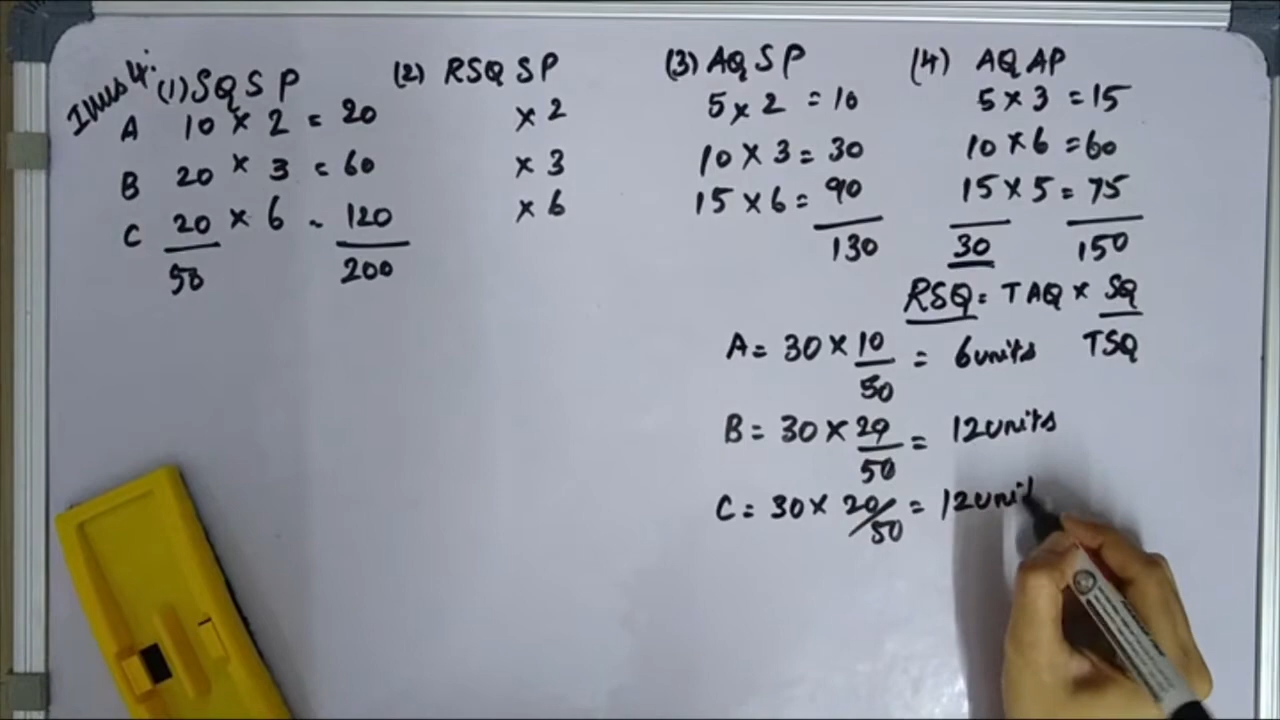 Illus 4:
(1) SQ SP (2) RSQ SP (3) AQ SP (4) AQ AP
A 10 × 2 = 20 × 2 5 × 2 = 10 5 × 3 = 15
B 20 × 3 = 60 × 3 10 × 3 = 30 10 × 6 = 60
C 20 × 6 = 120 × 6 15 × 6 = 90 15 × 5 = 75
50 200 130 30 150
RSQ = TAQ × SQ/TSQ
A = 30 × 10/50 = 6 units
B = 30 × 20/50 = 12 units
C = 30 × 20/50 = 12 unit